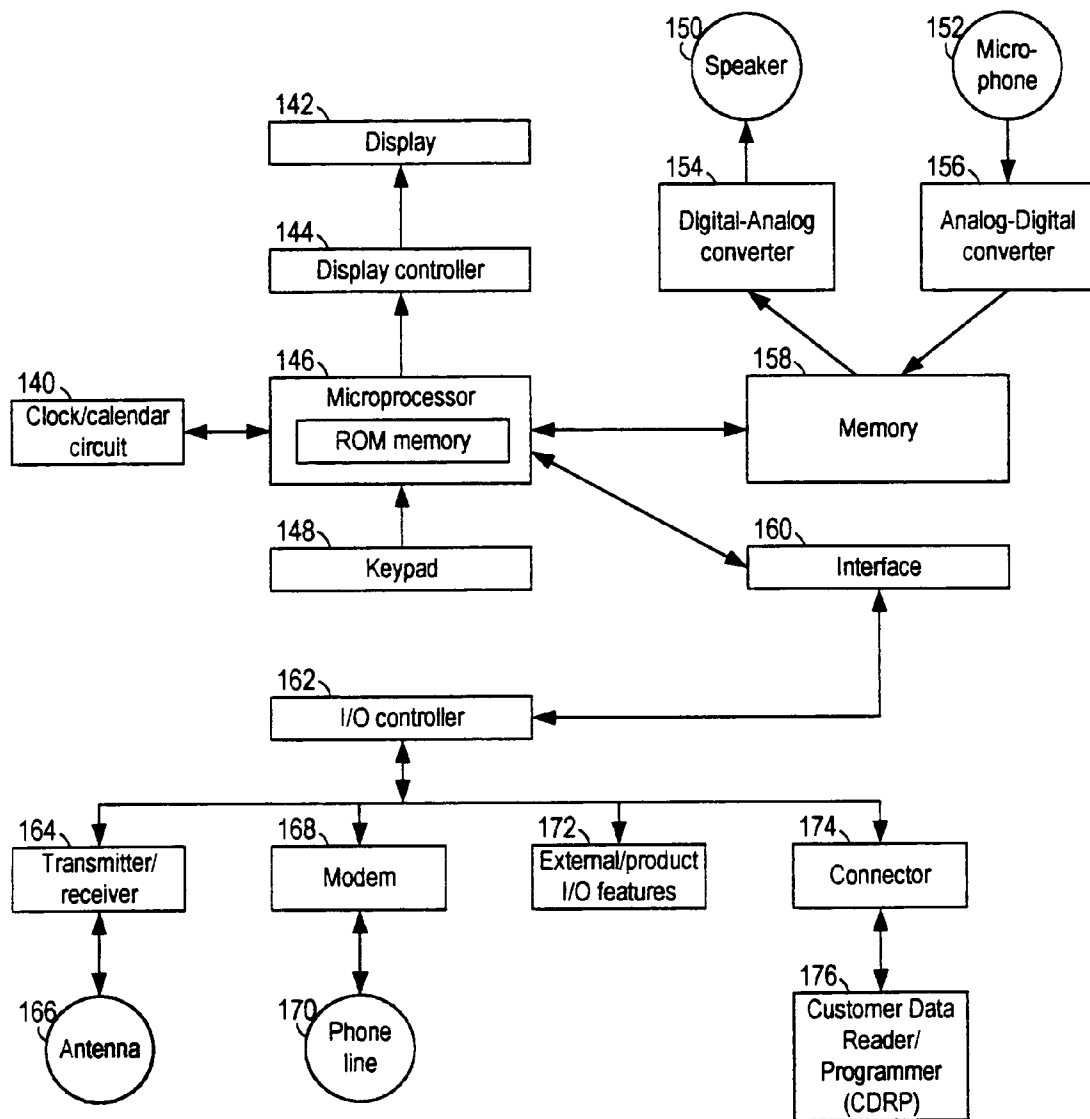 150
Speaker
152
Micro-
phone
142
Display
154
Digital-Analog
converter
156
Analog-Digital
converter
144
Display controller
146
Microprocessor
ROM memory
140
Clock/calendar
circuit
158
Memory
148
Keypad
160
Interface
162
I/O controller
164
Transmitter/
receiver
168
Modem
172
External/product
I/O features
174
Connector
166
Antenna
170
Phone
line
176
Customer Data
Reader/
Programmer
(CDRP)